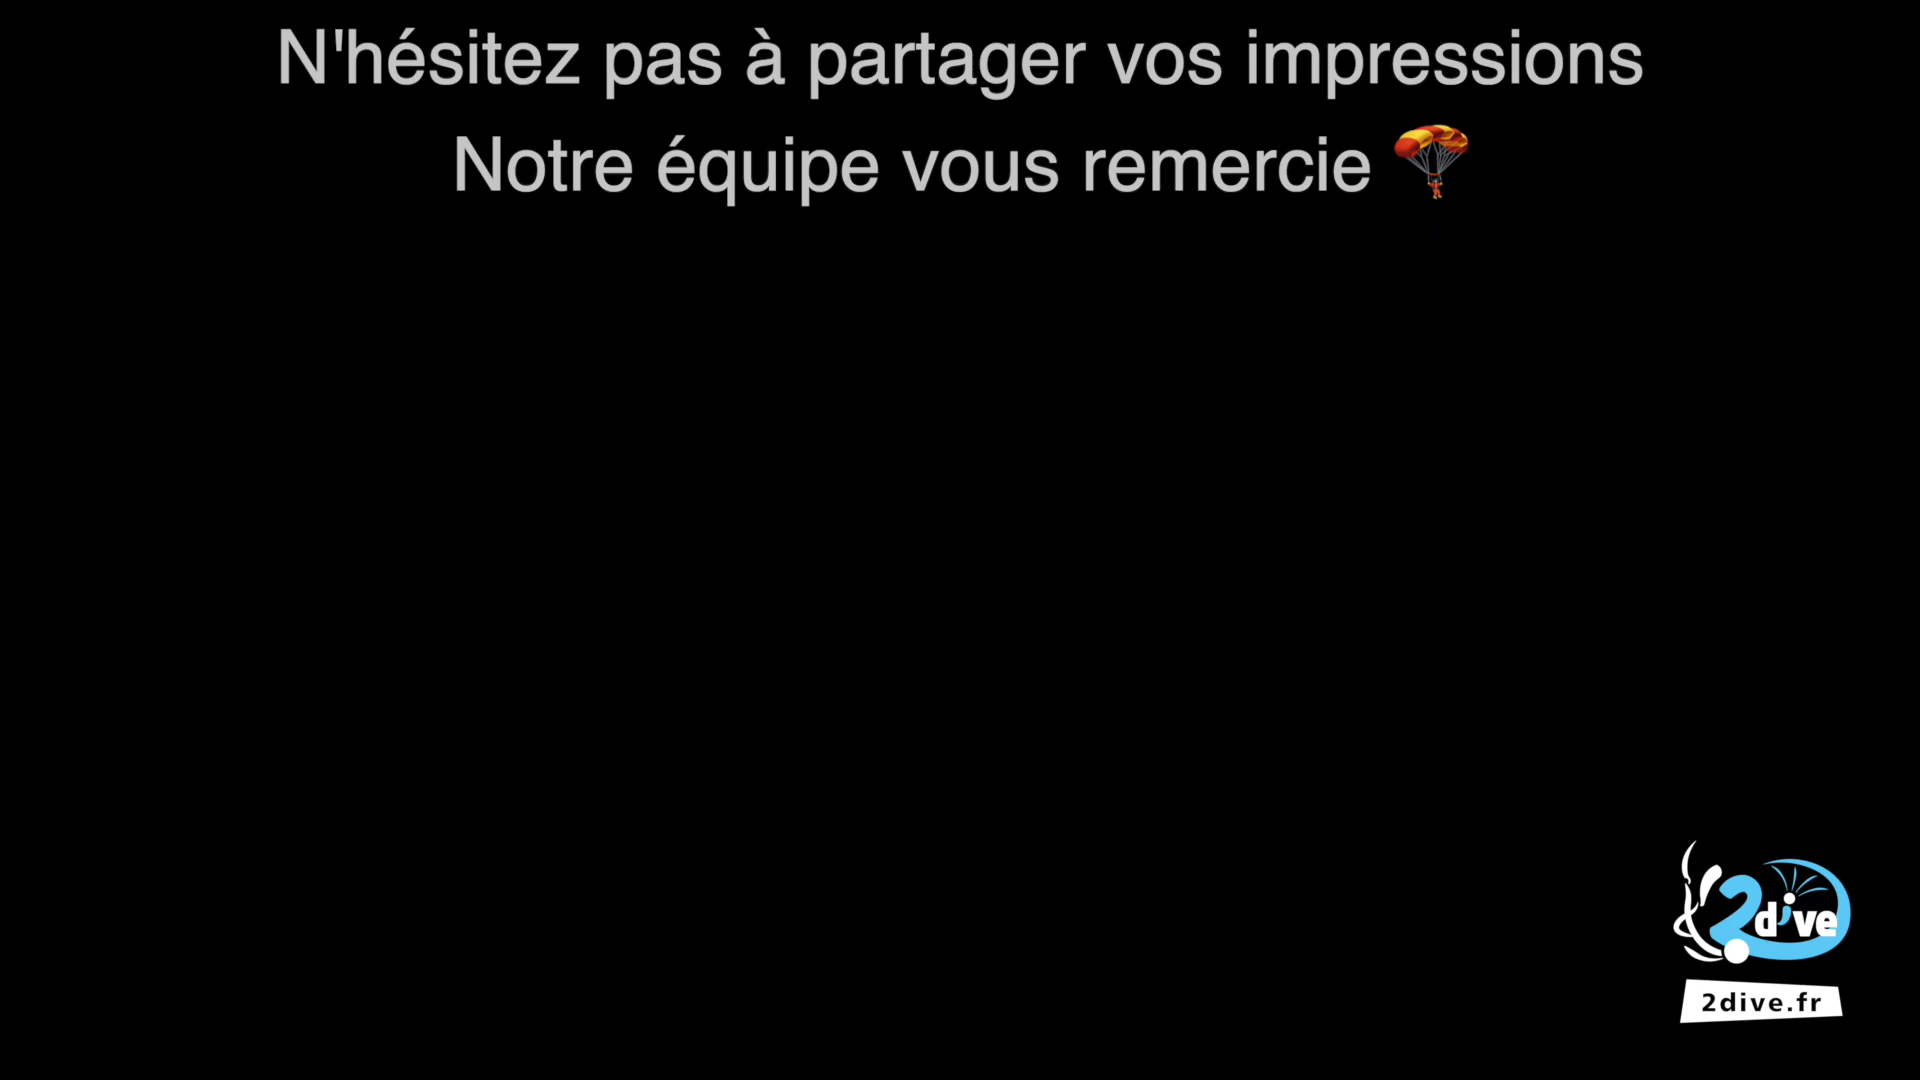 N'hésitez pas à partager vos impressions
Notre équipe vous remercie 🪂
2dive
2dive.fr